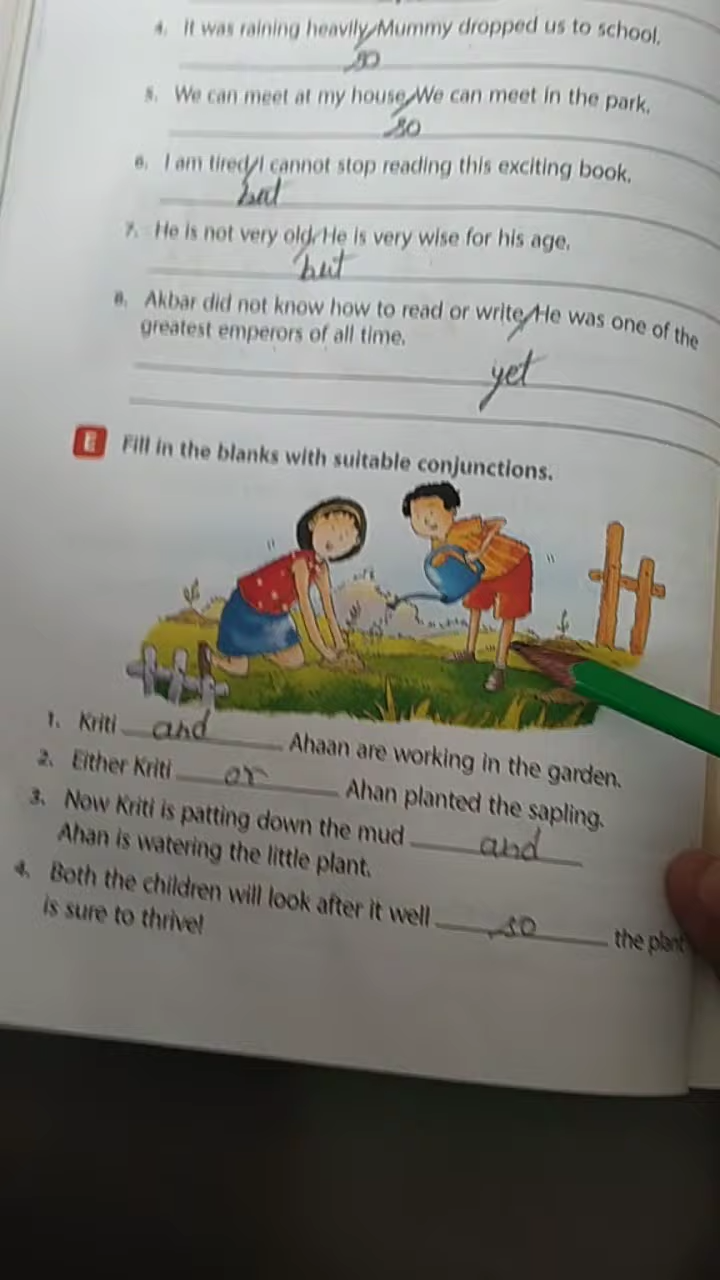 4. It was raining heavily/Mummy dropped us to school.
so
5. We can meet at my house/We can meet in the park.
so
6. I am tired/I cannot stop reading this exciting book.
but
7. He is not very old/He is very wise for his age.
but
8. Akbar did not know how to read or write/He was one of the
greatest emperors of all time.
yet
E Fill in the blanks with suitable conjunctions.
1. Kriti and Ahaan are working in the garden.
2. Either Kriti or Ahan planted the sapling.
3. Now Kriti is patting down the mud and
Ahan is watering the little plant.
4. Both the children will look after it well so the plant
is sure to thrive!